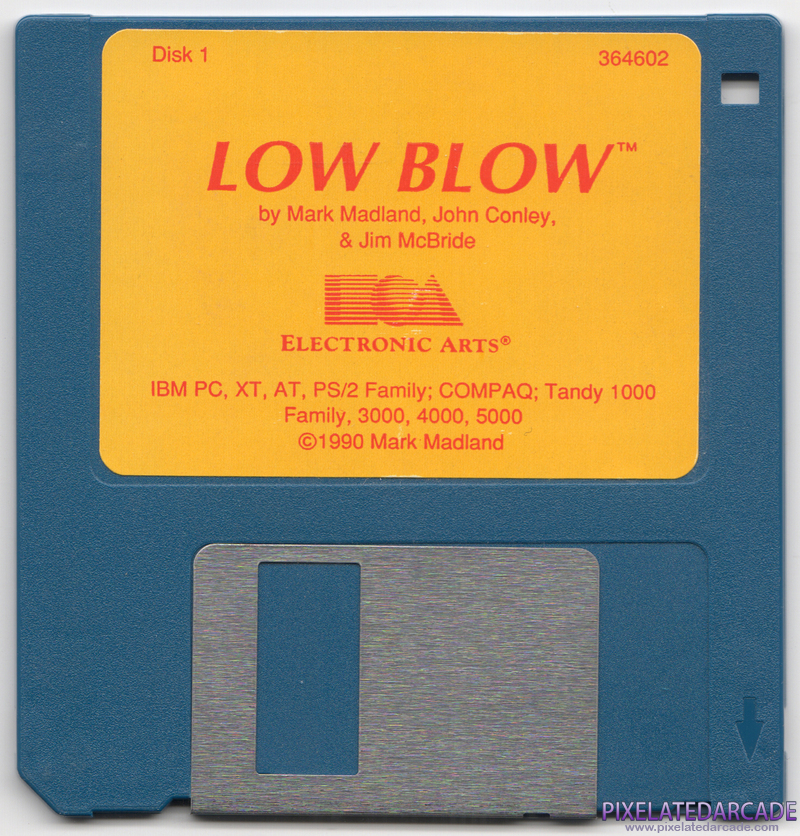 Disk 1 364602
LOW BLOW™
by Mark Madland, John Conley,
& Jim McBride
ECA
ELECTRONIC ARTS®
IBM PC, XT, AT, PS/2 Family; COMPAQ; Tandy 1000
Family, 3000, 4000, 5000
©1990 Mark Madland
PIXELATEDARCADE
www.pixelatedarcade.com